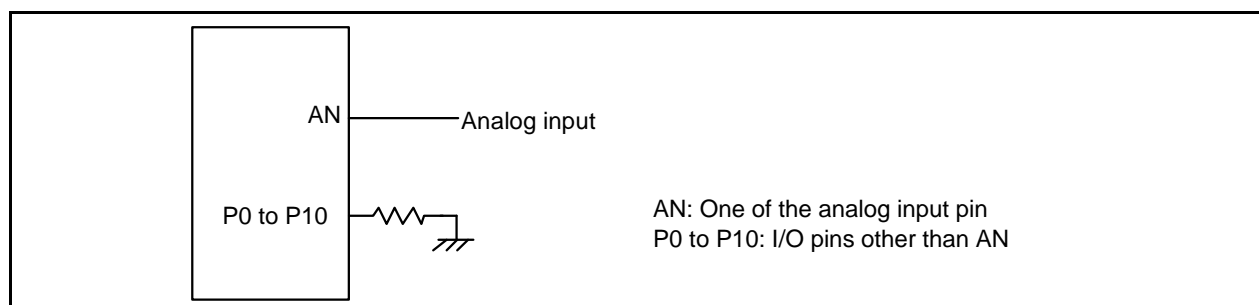 AN
Analog input
P0 to P10
AN: One of the analog input pin
P0 to P10: I/O pins other than AN